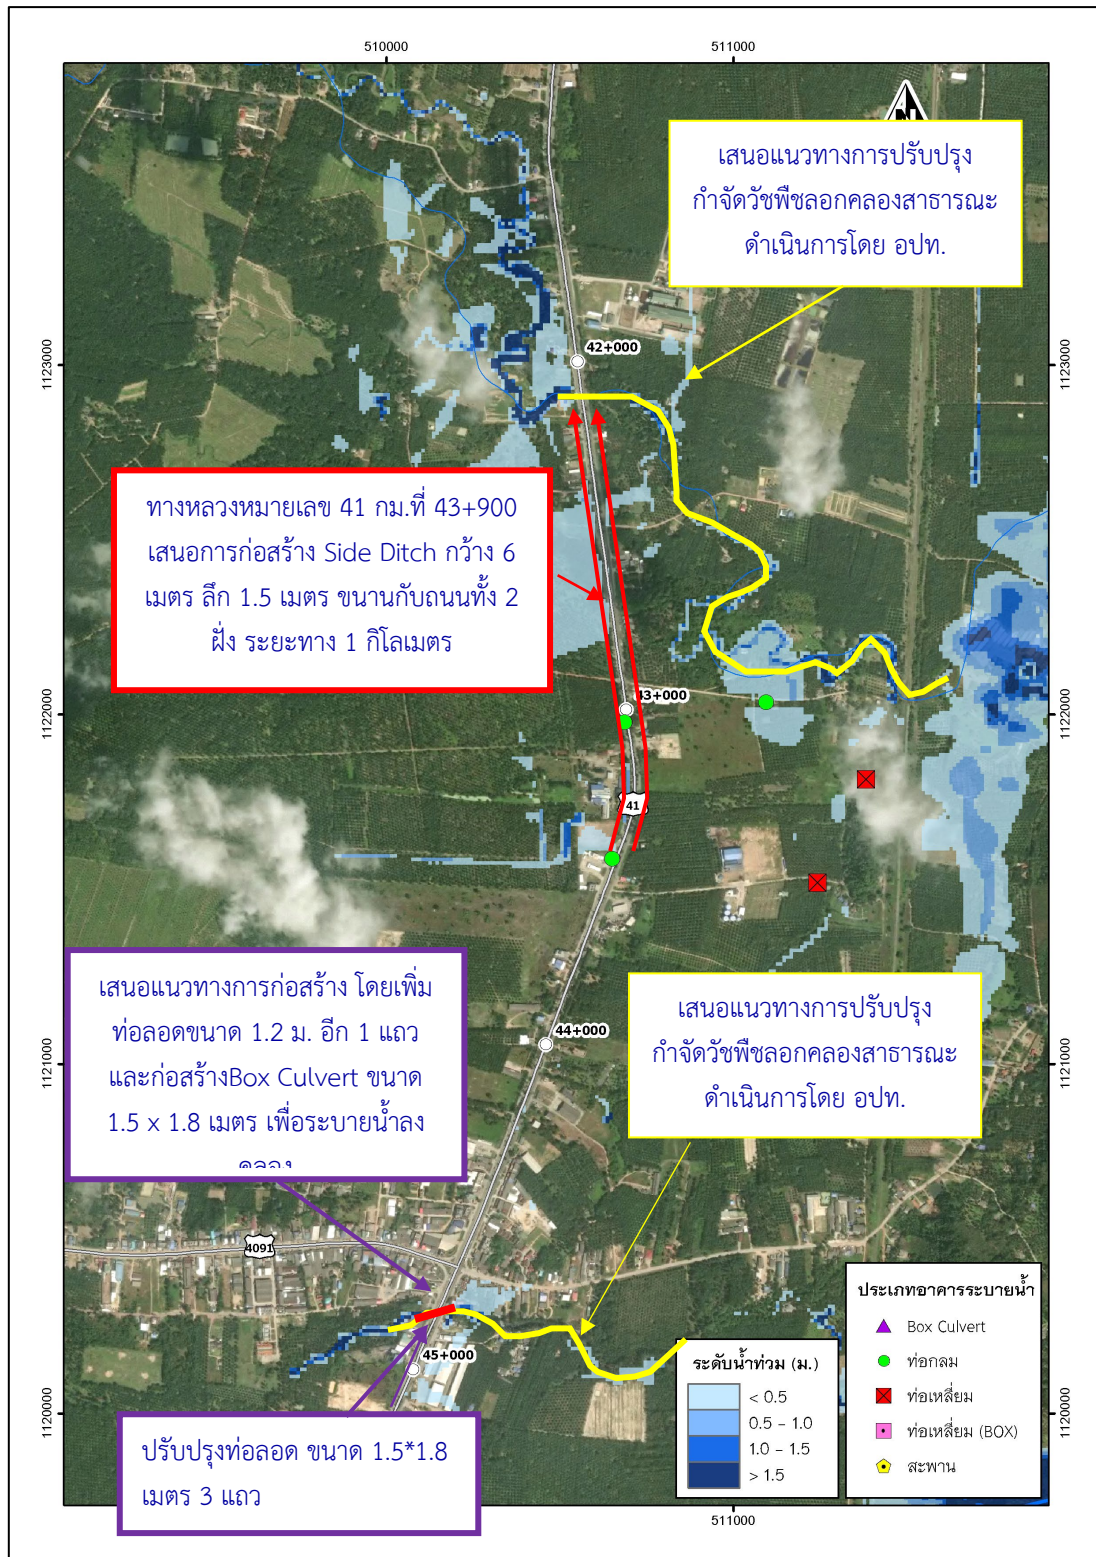 510000
511000
N
เสนอแนวทางการปรับปรุง
กำจัดวัชพืชลอกคลองสาธารณะ
ดำเนินการโดย อปท.
42+000
1123000
1123000
ทางหลวงหมายเลข 41 กม.ที่ 43+900
เสนอการก่อสร้าง Side Ditch กว้าง 6
เมตร ลึก 1.5 เมตร ขนานกับถนนทั้ง 2
ฝั่ง ระยะทาง 1 กิโลเมตร
43+000
1122000
1122000
41
เสนอแนวทางการก่อสร้าง โดยเพิ่ม
ท่อลอดขนาด 1.2 ม. อีก 1 แถว
และก่อสร้างBox Culvert ขนาด
1.5 x 1.8 เมตร เพื่อระบายน้ำลง
คลอง
เสนอแนวทางการปรับปรุง
กำจัดวัชพืชลอกคลองสาธารณะ
ดำเนินการโดย อปท.
44+000
1121000
1121000
4091
45+000
ปรับปรุงท่อลอด ขนาด 1.5*1.8
เมตร 3 แถว
ระดับน้ำท่วม (ม.)
< 0.5
0.5 - 1.0
1.0 - 1.5
> 1.5
ประเภทอาคารระบายน้ำ
Box Culvert
ท่อกลม
ท่อเหลี่ยม
ท่อเหลี่ยม (BOX)
สะพาน
1120000
1120000
511000